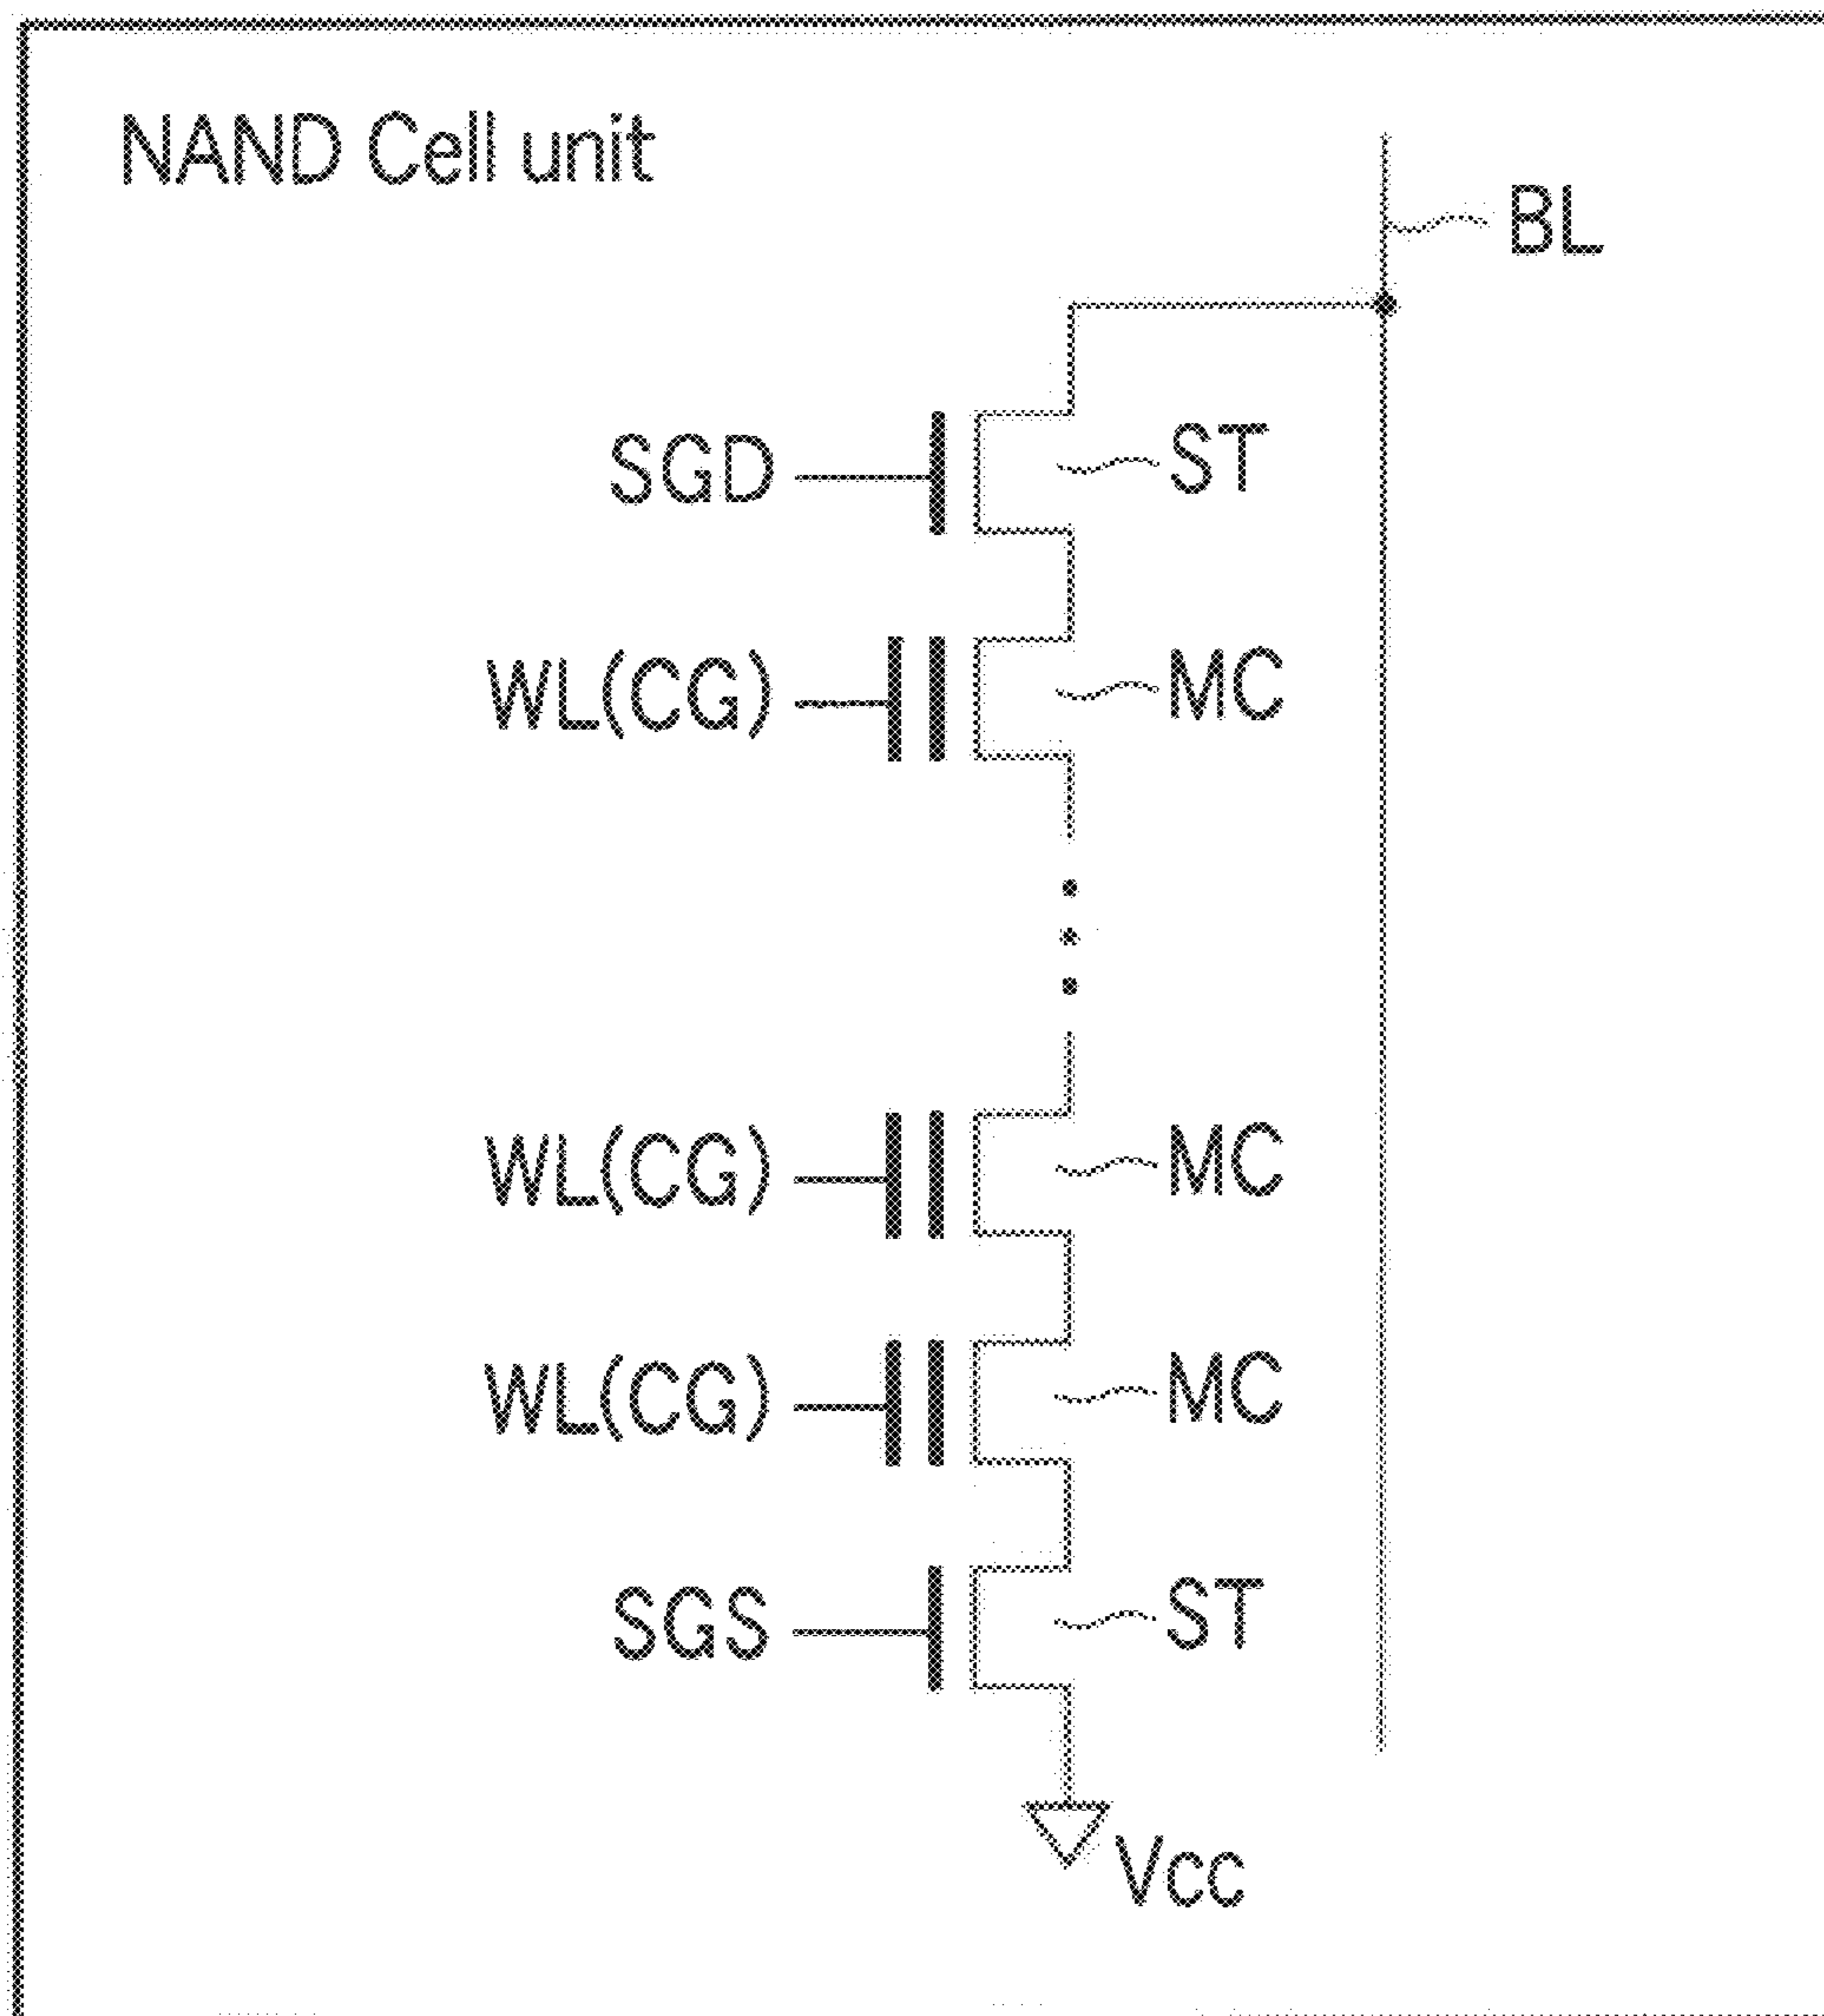 NAND Cell unit
BL
SGD ST
WL(CG) MC
WL(CG) MC
WL(CG) MC
SGS ST
Vcc